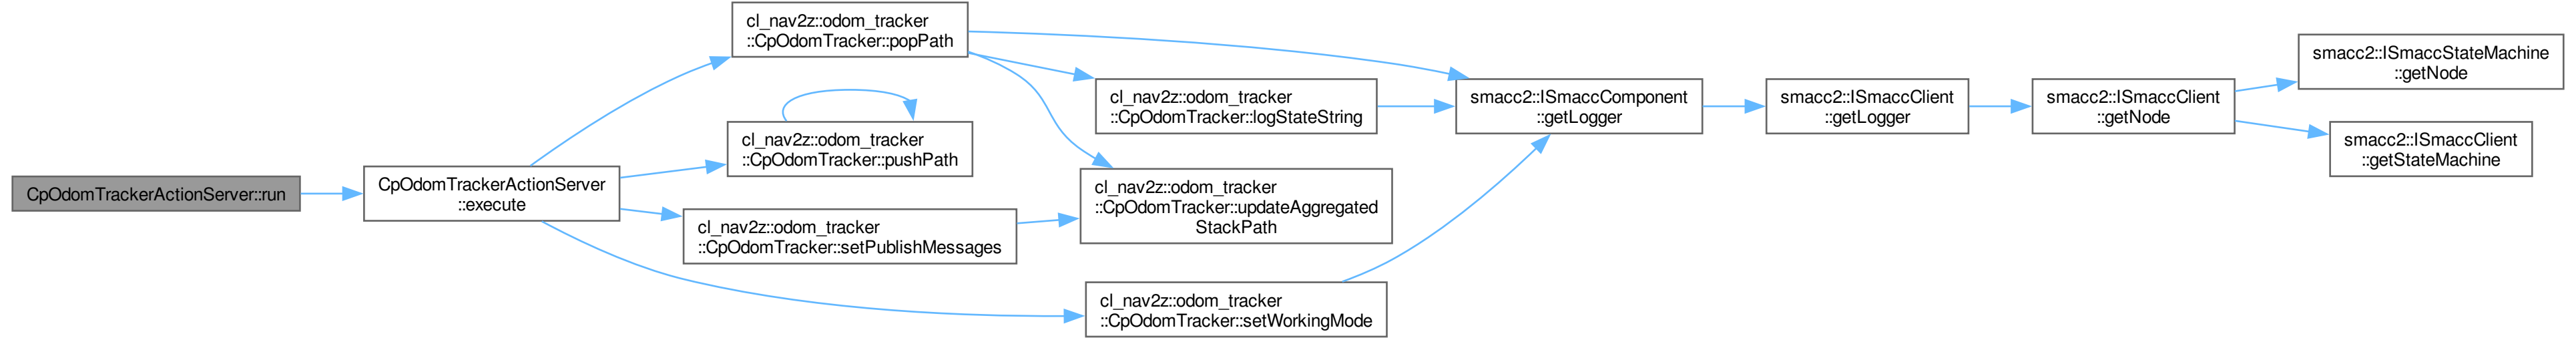 CpOdomTrackerActionServer::run
CpOdomTrackerActionServer
::execute
cl_nav2z::odom_tracker
::CpOdomTracker::popPath
cl_nav2z::odom_tracker
::CpOdomTracker::pushPath
cl_nav2z::odom_tracker
::CpOdomTracker::setPublishMessages
cl_nav2z::odom_tracker
::CpOdomTracker::logStateString
cl_nav2z::odom_tracker
::CpOdomTracker::updateAggregated
StackPath
cl_nav2z::odom_tracker
::CpOdomTracker::setWorkingMode
smacc2::ISmaccComponent
::getLogger
smacc2::ISmaccClient
::getLogger
smacc2::ISmaccClient
::getNode
smacc2::ISmaccStateMachine
::getNode
smacc2::ISmaccClient
::getStateMachine